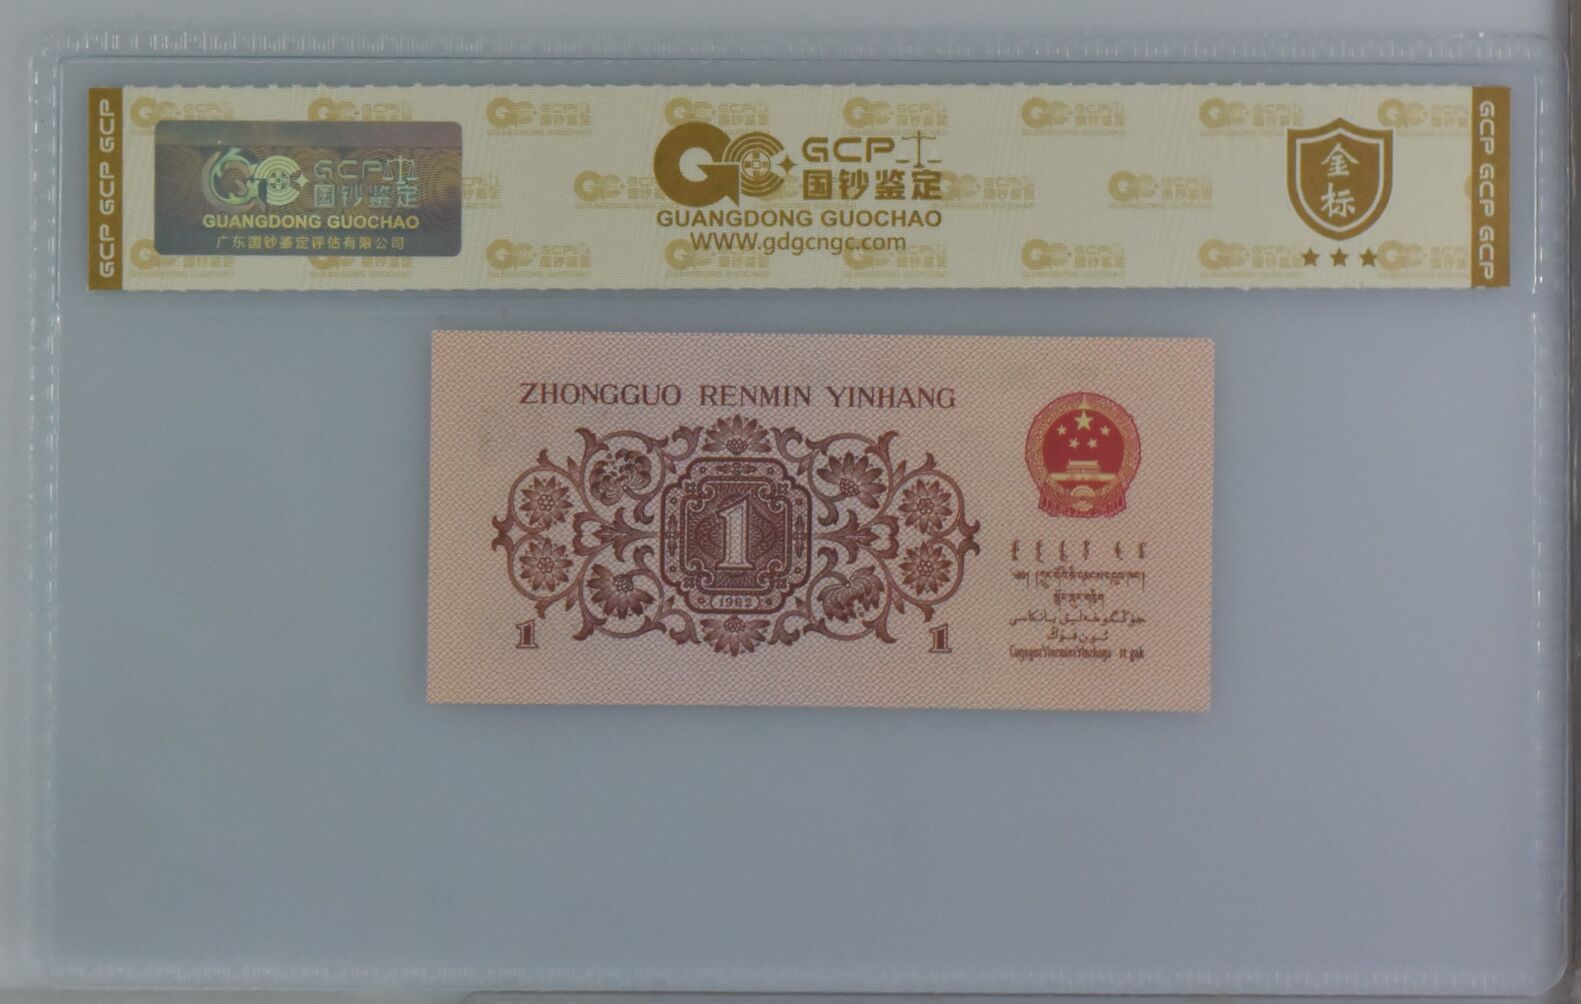 GCP GCP GCP
GCP
国钞鉴定
GUANGDONG GUOCHAO
广东国钞鉴定评估有限公司
GCP
国钞鉴定
GUANGDONG GUOCHAO
WWW.gdgcngc.com
金
标
GCP GCP GCP
ZHONGGUO RENMIN YINHANG
1
(1962)
1
1